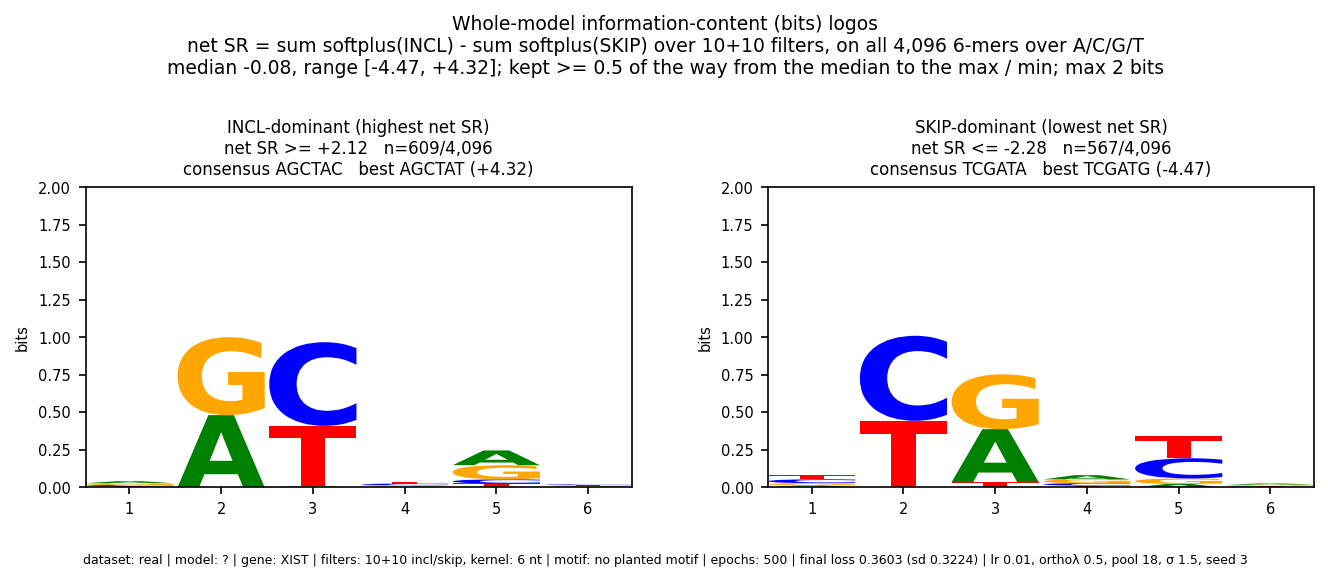 Whole-model information-content (bits) logos
net SR = sum softplus(INCL) - sum softplus(SKIP) over 10+10 filters, on all 4,096 6-mers over A/C/G/T
median -0.08, range [-4.47, +4.32]; kept >= 0.5 of the way from the median to the max / min; max 2 bits
INCL-dominant (highest net SR)
net SR >= +2.12   n=609/4,096
consensus AGCTAC   best AGCTAT (+4.32)
2.00
1.75
1.50
1.25
1.00
0.75
0.50
0.25
0.00
bits
G
A
C
T
A
G
1 2 3 4 5 6
SKIP-dominant (lowest net SR)
net SR <= -2.28   n=567/4,096
consensus TCGATA   best TCGATG (-4.47)
2.00
1.75
1.50
1.25
1.00
0.75
0.50
0.25
0.00
bits
C
T
G
A
T
C
1 2 3 4 5 6
dataset: real | model: ? | gene: XIST | filters: 10+10 incl/skip, kernel: 6 nt | motif: no planted motif | epochs: 500 | final loss 0.3603 (sd 0.3224) | lr 0.01, orthoλ 0.5, pool 18, σ 1.5, seed 3